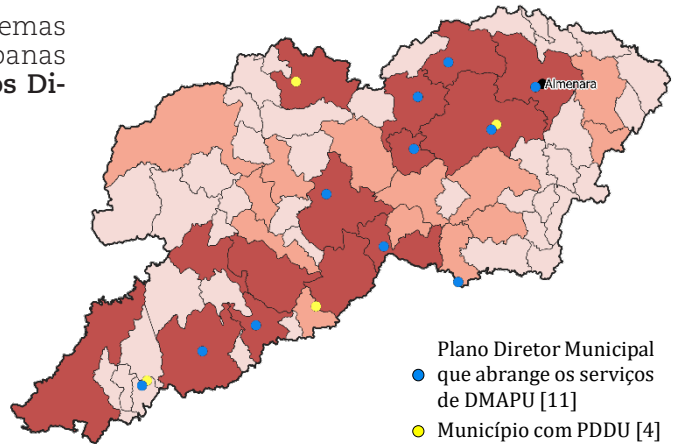 emas
banas
os Di-
Almenara
Plano Diretor Municipal
que abrange os serviços
de DMAPU [11]
Município com PDDU [4]